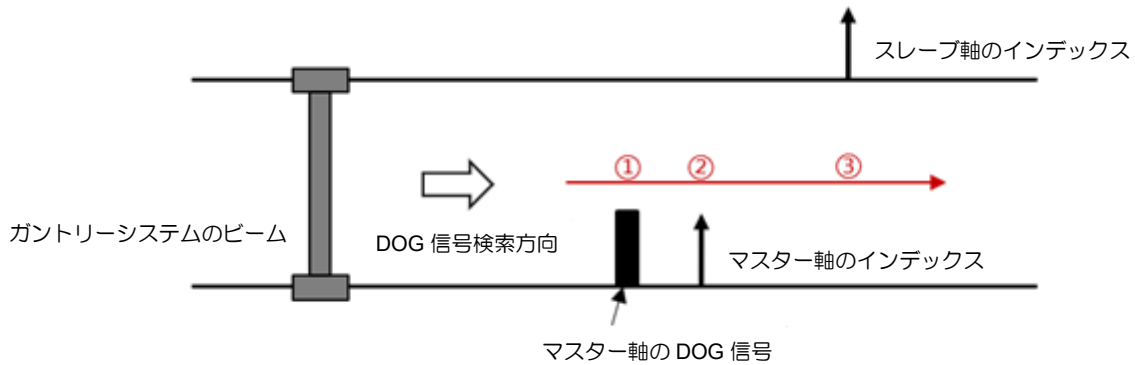 スレーブ軸のインデックス
① ② ③
ガントリーシステムのビーム
DOG 信号検索方向
マスター軸のインデックス
マスター軸の DOG 信号